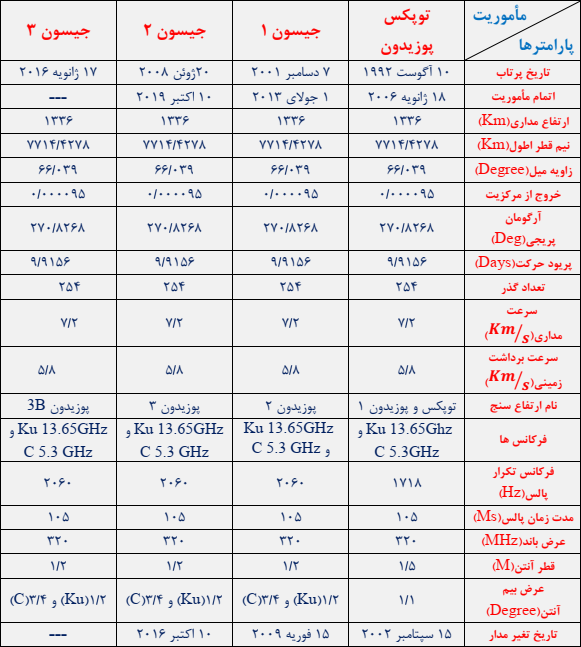 مأموریت
پارامترها
توپکس
پوزیدون
جیسون ۱
جیسون ۲
جیسون ۳
تاریخ پرتاب
۱۰ آگوست ۱۹۹۲
۷ دسامبر ۲۰۰۱
۲۰ژوئن ۲۰۰۸
۱۷ ژانویه ۲۰۱۶
اتمام مأموریت
۱۸ ژانویه ۲۰۰۶
۱ جولای ۲۰۱۳
۱۰ اکتبر ۲۰۱۹
---
ارتفاع مداری(Km)
۱۳۳۶
۱۳۳۶
۱۳۳۶
۱۳۳۶
نیم قطر اطول(Km)
۷۷۱۴/۴۲۷۸
۷۷۱۴/۴۲۷۸
۷۷۱۴/۴۲۷۸
۷۷۱۴/۴۲۷۸
زاویه میل(Degree)
۶۶/۰۳۹
۶۶/۰۳۹
۶۶/۰۳۹
۶۶/۰۳۹
خروج از مرکزیت
۰/۰۰۰۰۹۵
۰/۰۰۰۰۹۵
۰/۰۰۰۰۹۵
۰/۰۰۰۰۹۵
آرگومان
پریجی(Deg)
۲۷۰/۸۲۶۸
۲۷۰/۸۲۶۸
۲۷۰/۸۲۶۸
۲۷۰/۸۲۶۸
پریود حرکت(Days)
۹/۹۱۵۶
۹/۹۱۵۶
۹/۹۱۵۶
۹/۹۱۵۶
تعداد گذر
۲۵۴
۲۵۴
۲۵۴
۲۵۴
سرعت
مداری(Km/s)
۷/۲
۷/۲
۷/۲
۷/۲
سرعت برداشت
زمینی(Km/s)
۵/۸
۵/۸
۵/۸
۵/۸
نام ارتفاع سنج
توپکس و پوزیدون ۱
پوزیدون ۲
پوزیدون ۳
پوزیدون 3B
فرکانس ها
Ku 13.65Ghz و
C 5.3GHz
Ku 13.65GHz
و C 5.3 GHz
Ku 13.65GHz و
C 5.3 GHz
Ku 13.65GHz و
C 5.3 GHz
فرکانس تکرار
پالس(Hz)
۱۷۱۸
۲۰۶۰
۲۰۶۰
۲۰۶۰
مدت زمان پالس(Ms)
۱۰۵
۱۰۵
۱۰۵
۱۰۵
عرض باند(MHz)
۳۲۰
۳۲۰
۳۲۰
۳۲۰
قطر آنتن(M)
۱/۵
۱/۲
۱/۲
۱/۲
عرض بیم
آنتن(Degree)
۱/۱
۱/۲(Ku) و ۳/۴(C)
۱/۲(Ku) و ۳/۴(C)
۱/۲(Ku) و ۳/۴(C)
تاریخ تغیر مدار
۱۵ سپتامبر ۲۰۰۲
۱۵ فوریه ۲۰۰۹
۱۰ اکتبر ۲۰۱۶
---